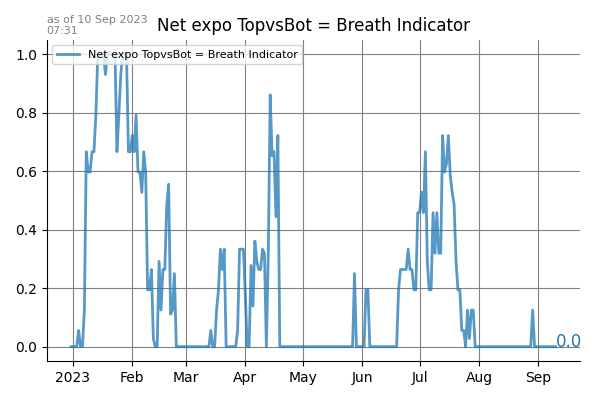 as of 10 Sep 2023
07:31
Net expo TopvsBot = Breath Indicator
Net expo TopvsBot = Breath Indicator
1.0
0.8
0.6
0.4
0.2
0.0
0.0
2023 Feb Mar Apr May Jun Jul Aug Sep